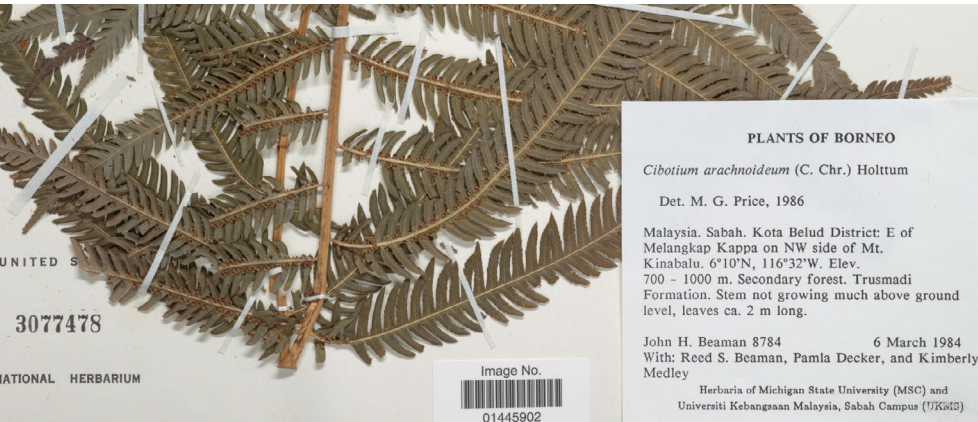 PLANTS OF BORNEO
Cibotium arachnoideum (C. Chr.) Holttum
Det. M. G. Price, 1986
Malaysia. Sabah. Kota Belud District: E of
Melangkap Kappa on NW side of Mt.
Kinabalu. 6°10'N, 116°32'W. Elev.
700 - 1000 m. Secondary forest. Trusmadi
Formation. Stem not growing much above ground
level, leaves ca. 2 m long.
John H. Beaman 8784 6 March 1984
With: Reed S. Beaman, Pamla Decker, and Kimberly
Medley
Herbaria of Michigan State University (MSC) and
Universiti Kebangsaan Malaysia, Sabah Campus (UKMS)
UNITED S
3077478
NATIONAL HERBARIUM
Image No.
01445902